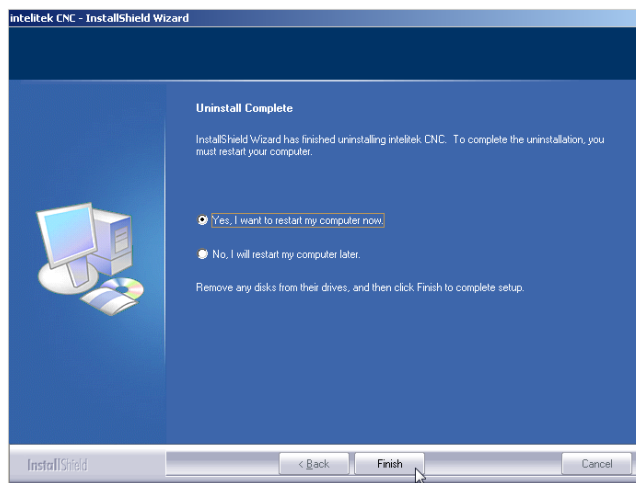 intelitek CNC - InstallShield Wizard
Uninstall Complete
InstallShield Wizard has finished uninstalling intelitek CNC. To complete the uninstallation, you
must restart your computer.
Yes, I want to restart my computer now.
No, I will restart my computer later.
Remove any disks from their drives, and then click Finish to complete setup.
InstallShield
< Back
Finish
Cancel